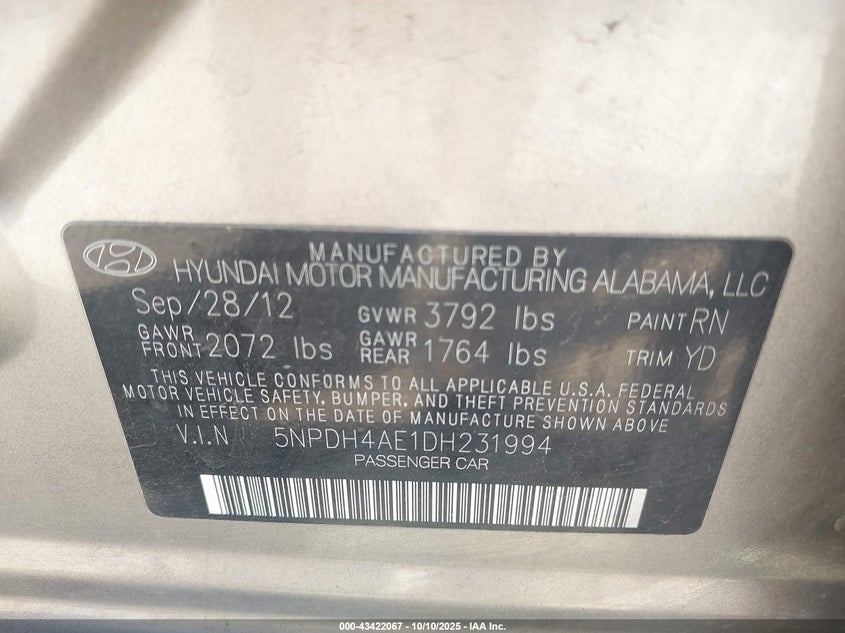 MANUFACTURED BY
HYUNDAI MOTOR MANUFACTURING ALABAMA, LLC
Sep/28/12 GVWR 3792 lbs PAINT RN
GAWR FRONT 2072 lbs GAWR REAR 1764 lbs TRIM YD
THIS VEHICLE CONFORMS TO ALL APPLICABLE U.S.A. FEDERAL
MOTOR VEHICLE SAFETY, BUMPER, AND THEFT PREVENTION STANDARDS
IN EFFECT ON THE DATE OF MANUFACTURE SHOWN ABOVE
V.I.N 5NPDH4AE1DH231994
PASSENGER CAR
000-43422067 - 10/10/2025 - IAA Inc.